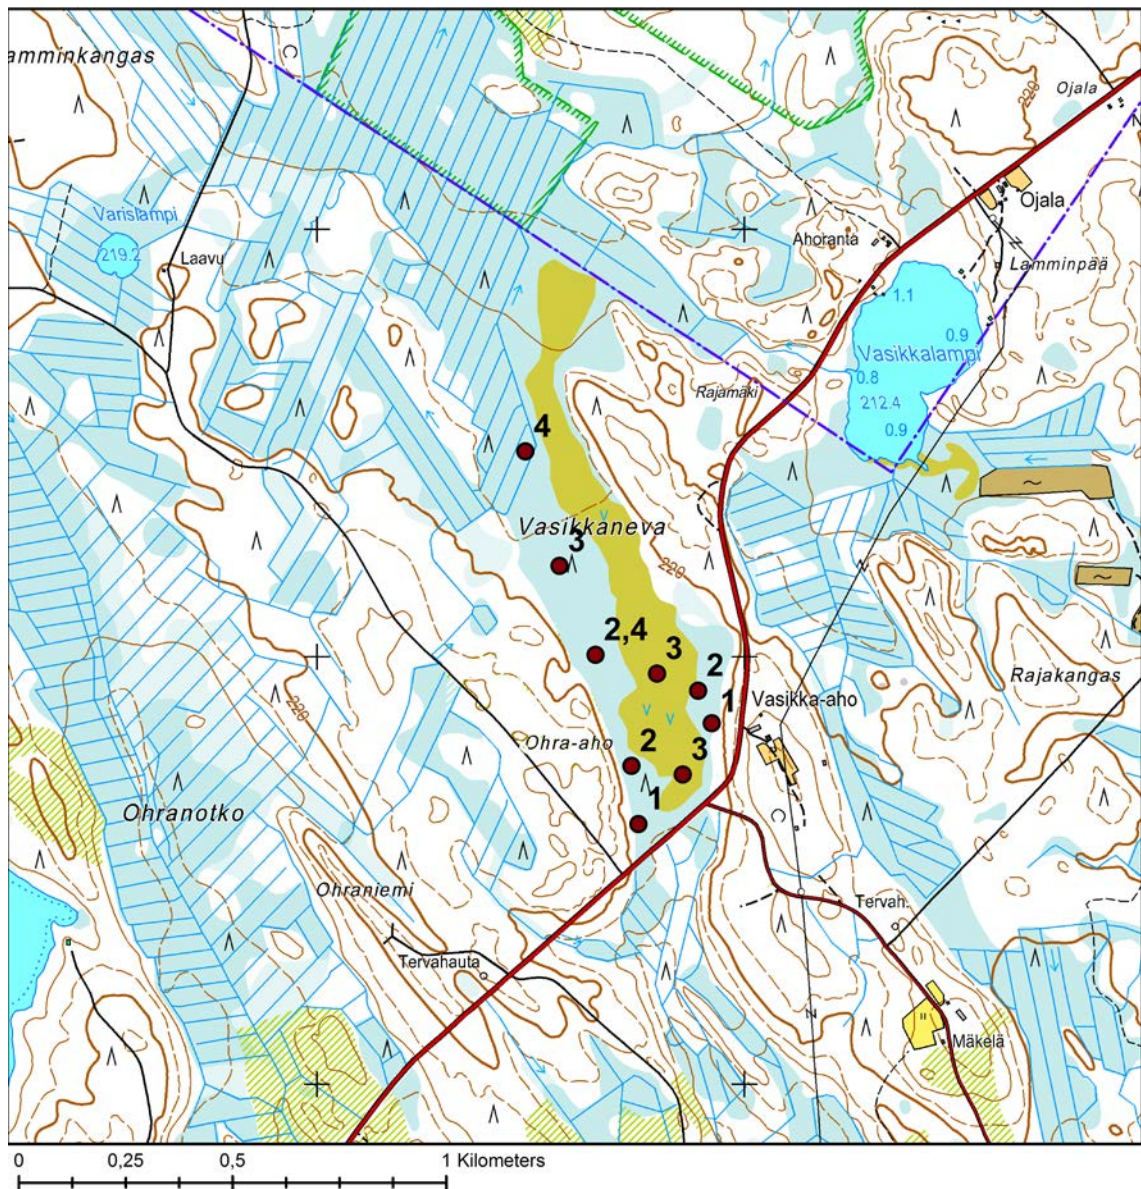 amminkangas
220
Ojala
Ojala
Varislampi
219.2
Laavu
Ahoranta
Lamminpää
1.1
0.9
Vasikkalampi
0.8
212.4
0.9
Rajamäki
4
Vasikkaneva
3
220
2,4
3
2
1
Vasikka-aho
Rajakangas
220
Ohra-aho
2
3
1
Ohranotko
Ohraniemi
Tervah.
Tervahauta
Mäkelä
0 0,25 0,5 1 Kilometers